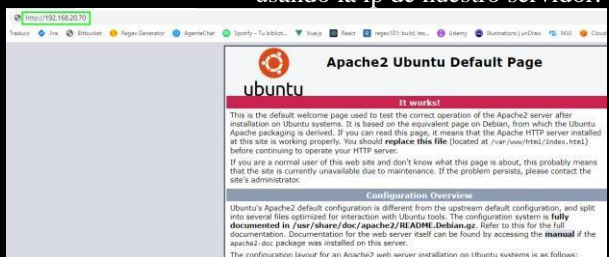 usando la ip de nuestro servidor.
http://192.168.20.70
Traducir Jira Bitbucket Regex Generator AgenteChat Spotify – Tu bibliot... Vue.js React regex101: build, tes... Udemy Illustrations | unDraw MUI Cloud
ubuntu
Apache2 Ubuntu Default Page
It works!
This is the default welcome page used to test the correct operation of the Apache2 server after
installation on Ubuntu systems. It is based on the equivalent page on Debian, from which the Ubuntu
Apache packaging is derived. If you can read this page, it means that the Apache HTTP server installed
at this site is working properly. You should replace this file (located at /var/www/html/index.html)
before continuing to operate your HTTP server.
If you are a normal user of this web site and don't know what this page is about, this probably means
that the site is currently unavailable due to maintenance. If the problem persists, please contact the
site's administrator.
Configuration Overview
Ubuntu's Apache2 default configuration is different from the upstream default configuration, and split
into several files optimized for interaction with Ubuntu tools. The configuration system is fully
documented in /usr/share/doc/apache2/README.Debian.gz. Refer to this for the full
documentation. Documentation for the web server itself can be found by accessing the manual if the
apache2-doc package was installed on this server.
The configuration layout for an Apache2 web server installation on Ubuntu systems is as follows: